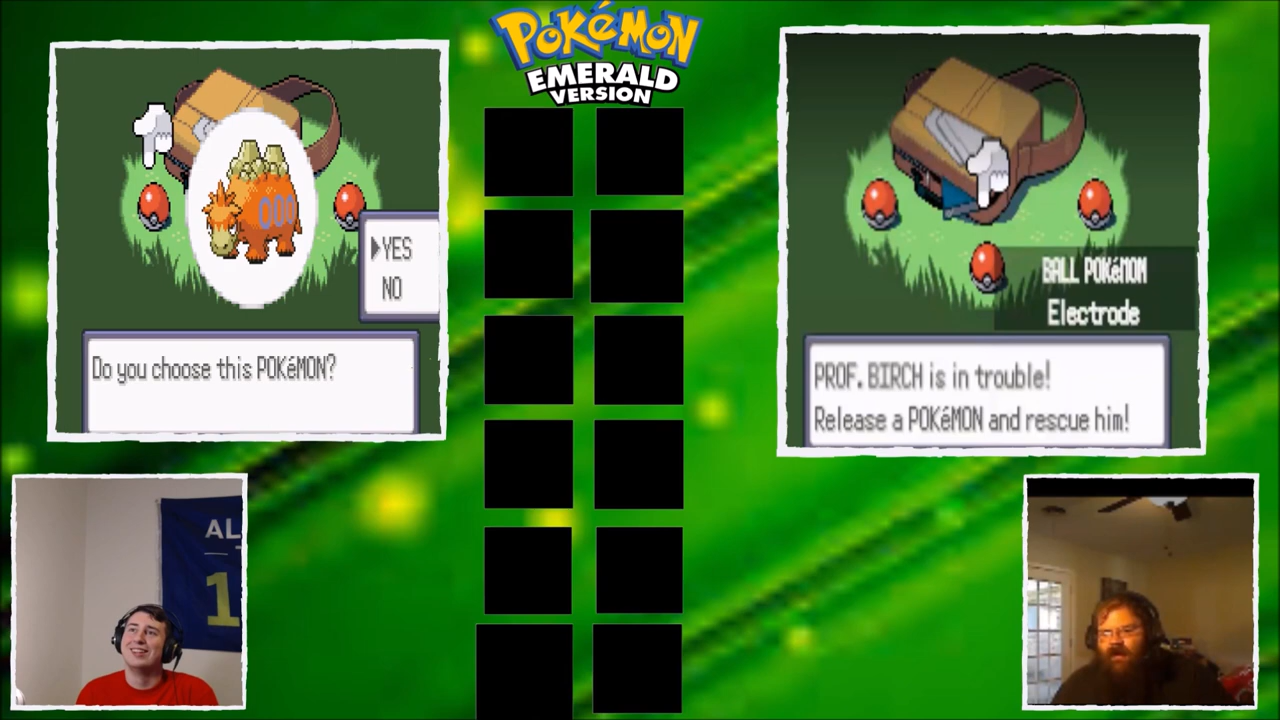 POKéMON
EMERALD
VERSION
YES
NO
Do you choose this POKéMON?
BALL POKéMON
Electrode
PROF. BIRCH is in trouble!
Release a POKéMON and rescue him!
AL
1